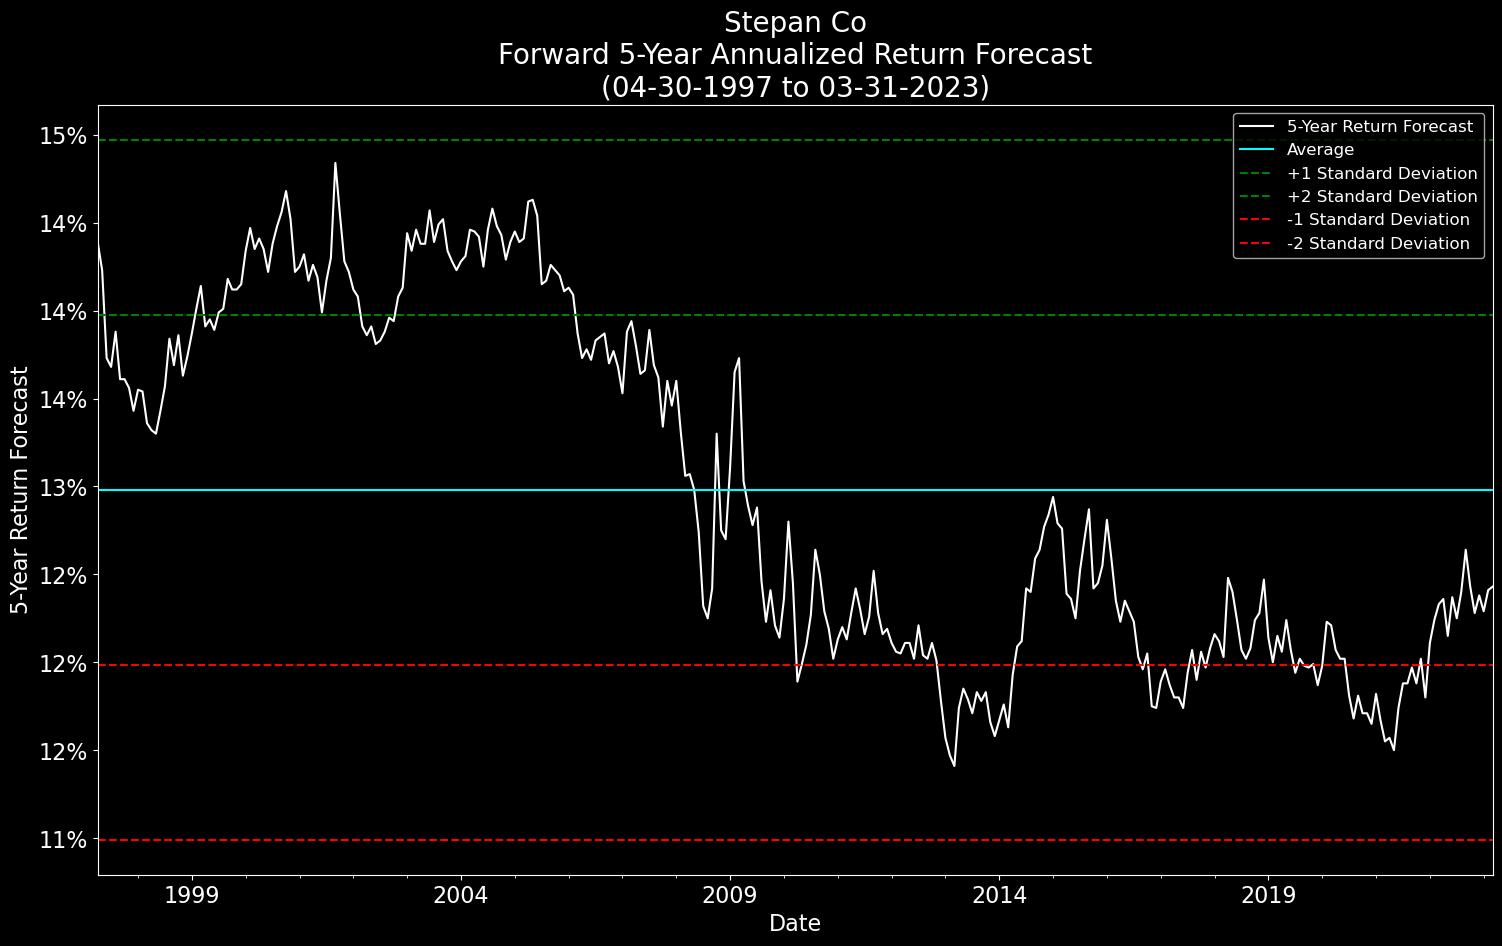 Stepan Co
Forward 5-Year Annualized Return Forecast
(04-30-1997 to 03-31-2023)
5-Year Return Forecast
Average
+1 Standard Deviation
+2 Standard Deviation
-1 Standard Deviation
-2 Standard Deviation
15%
14%
14%
14%
13%
12%
12%
12%
11%
5-Year Return Forecast
1999
2004
2009
2014
2019
Date